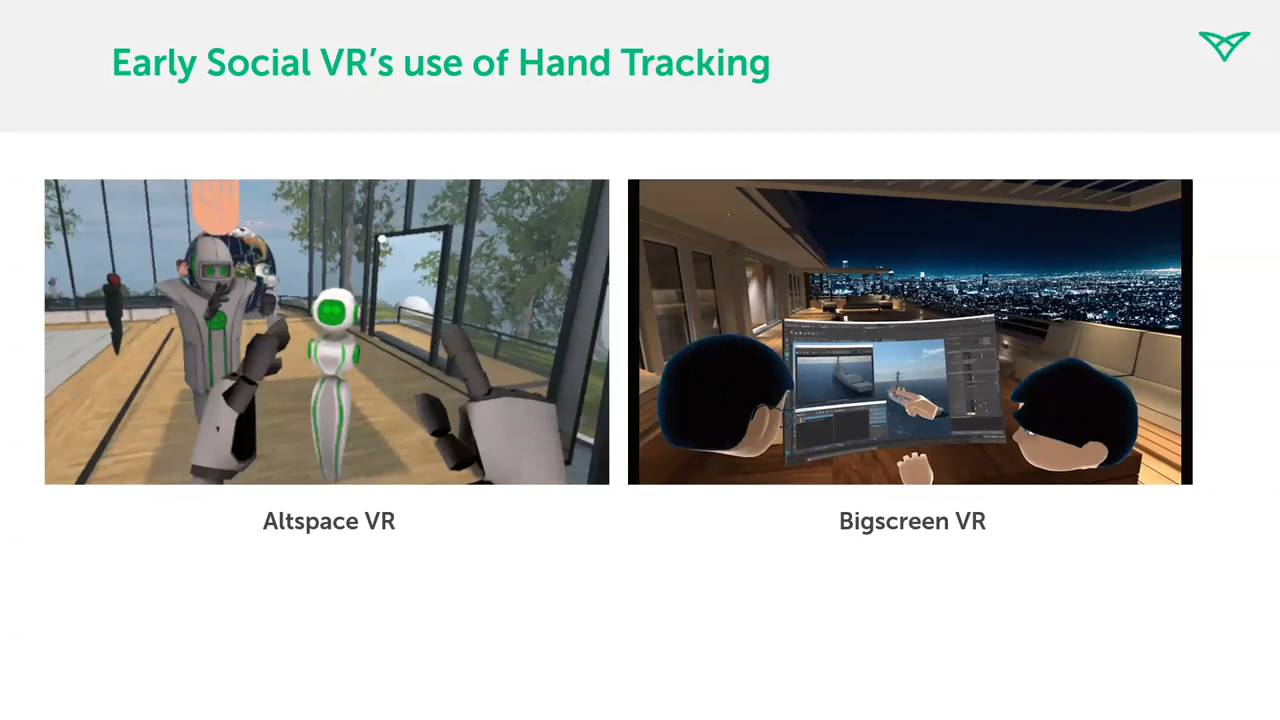 Early Social VR’s use of Hand Tracking
Altspace VR
Bigscreen VR